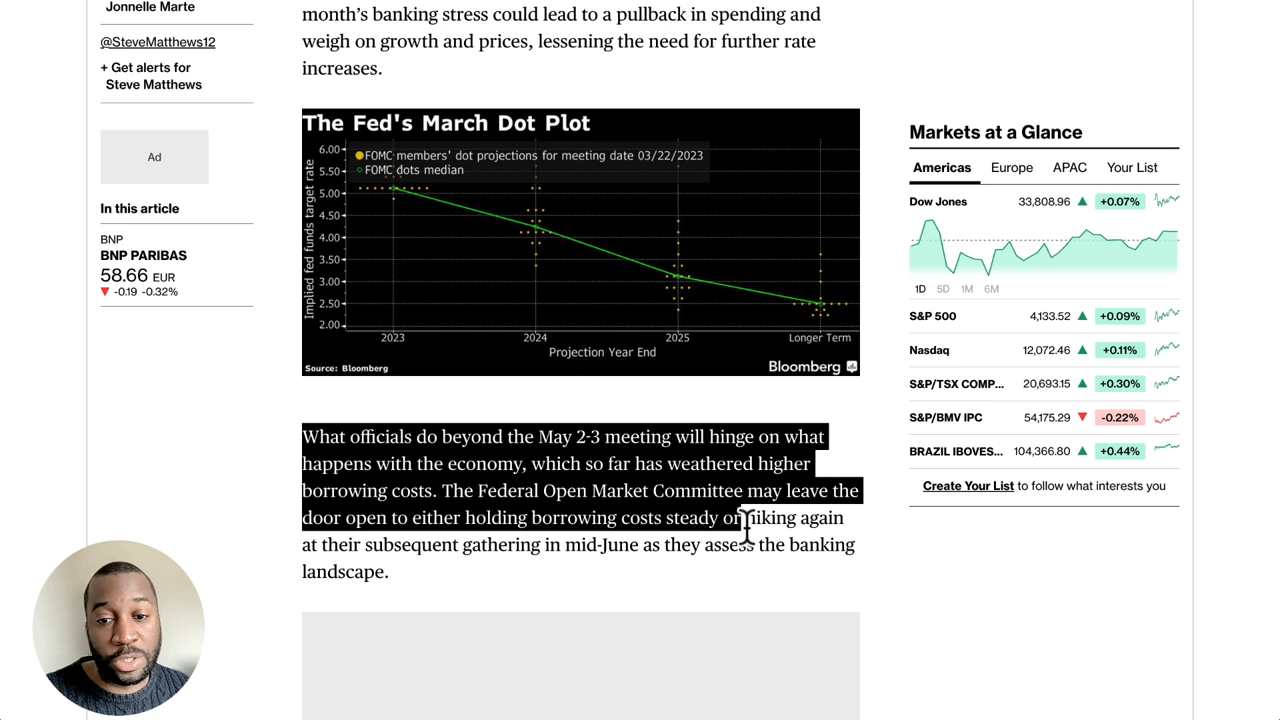 Jonnelle Marte
@SteveMatthews12
+ Get alerts for
Steve Matthews
Ad
In this article
BNP
BNP PARIBAS
58.66 EUR
-0.19 -0.32%
month’s banking stress could lead to a pullback in spending and
weigh on growth and prices, lessening the need for further rate
increases.
The Fed's March Dot Plot
FOMC members' dot projections for meeting date 03/22/2023
FOMC dots median
Implied fed funds target rate
6.00
5.50
5.00
4.50
4.00
3.50
3.00
2.50
2.00
2023 2024 2025 Longer Term
Projection Year End
Source: Bloomberg
Bloomberg
What officials do beyond the May 2-3 meeting will hinge on what
happens with the economy, which so far has weathered higher
borrowing costs. The Federal Open Market Committee may leave the
door open to either holding borrowing costs steady or hiking again
at their subsequent gathering in mid-June as they assess the banking
landscape.
Markets at a Glance
Americas Europe APAC Your List
Dow Jones 33,808.96 +0.07%
1D 5D 1M 6M
S&P 500 4,133.52 +0.09%
Nasdaq 12,072.46 +0.11%
S&P/TSX COMP... 20,693.15 +0.30%
S&P/BMV IPC 54,175.29 -0.22%
BRAZIL IBOVES... 104,366.80 +0.44%
Create Your List to follow what interests you